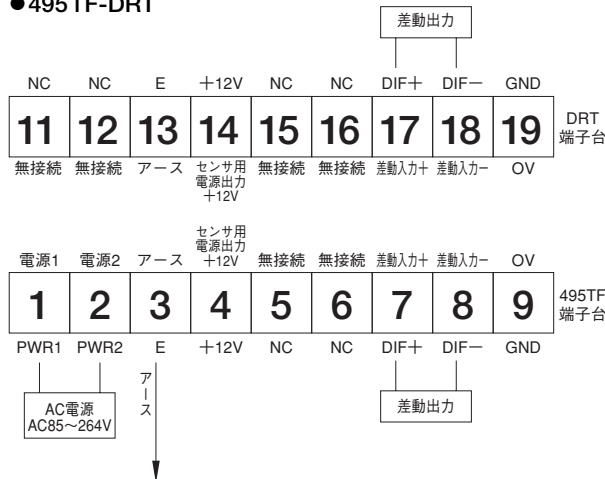 ●495TF-DRT
差動出力
NC NC E ＋12V NC NC DIF＋ DIF− GND
11 12 13 14 15 16 17 18 19
DRT
端子台
無接続 無接続 アース センサ用 無接続 無接続 差動入力＋ 差動入力− OV
電源出力
＋12V
センサ用
電源出力
電源1 電源2 アース ＋12V 無接続 無接続 差動入力＋ 差動入力− OV
1 2 3 4 5 6 7 8 9
495TF
端子台
PWR1 PWR2 E ＋12V NC NC DIF＋ DIF− GND
アース
AC電源
AC85〜264V
差動出力